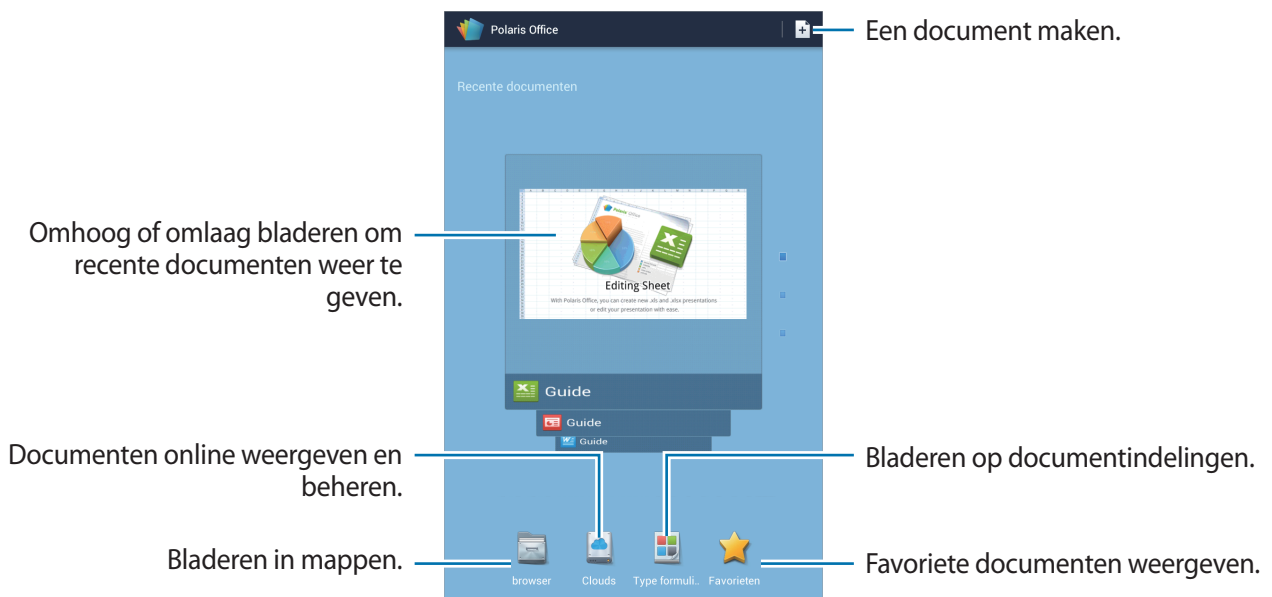 Polaris Office
Een document maken.
Recente documenten
Omhoog of omlaag bladeren om
recente documenten weer te
geven.
Polaris Office
Editing Sheet
With Polaris Office, you can create new .xls and .xlsx presentations
or edit your presentation with ease.
Guide
Guide
Guide
Documenten online weergeven en
beheren.
Bladeren op documentindelingen.
Bladeren in mappen.
Favoriete documenten weergeven.
browser
Clouds
Type formuli..
Favorieten